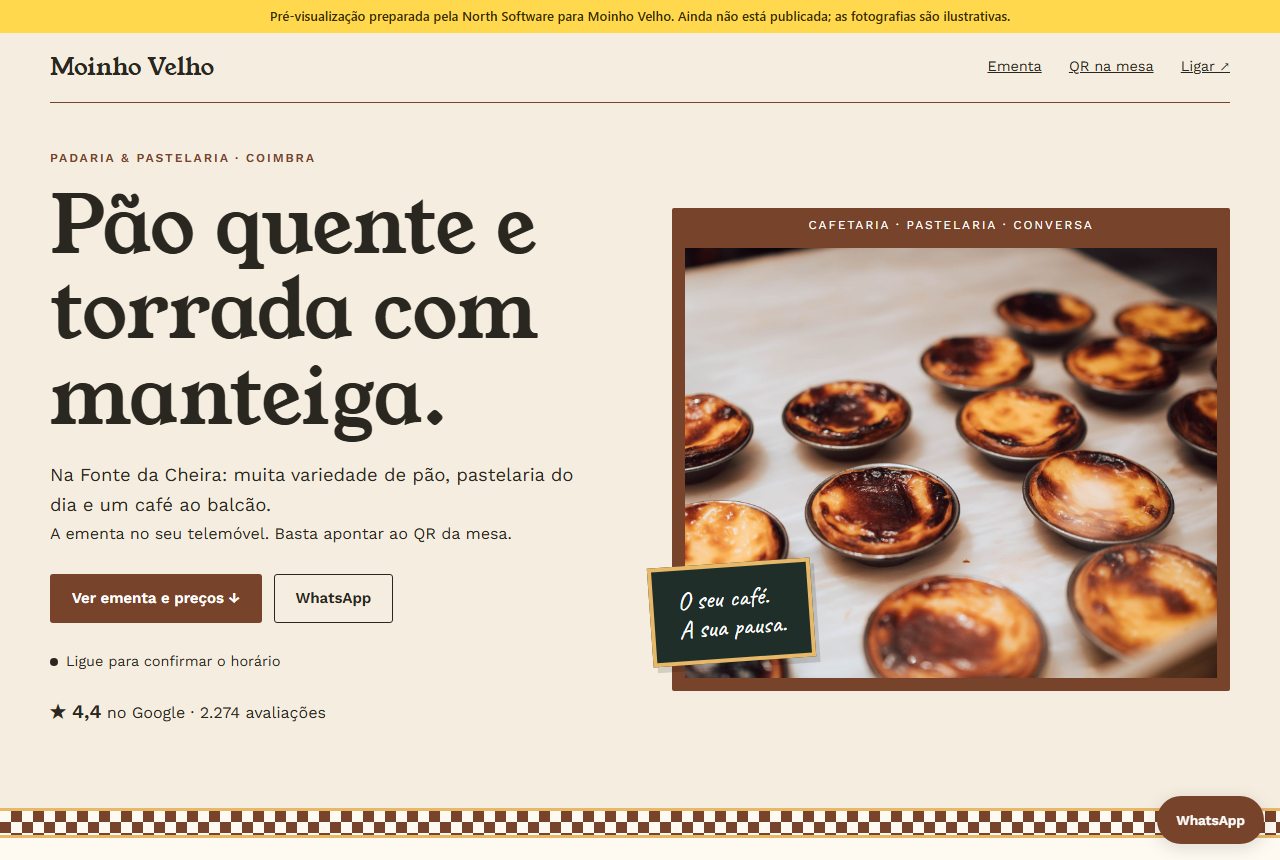 Pré-visualização preparada pela North Software para Moinho Velho. Ainda não está publicada; as fotografias são ilustrativas.
Moinho Velho
Ementa
QR na mesa
Ligar ↗
PADARIA & PASTELARIA · COIMBRA
Pão quente e
torrada com
manteiga.
Na Fonte da Cheira: muita variedade de pão, pastelaria do
dia e um café ao balcão.
A ementa no seu telemóvel. Basta apontar ao QR da mesa.
Ver ementa e preços ↓
WhatsApp
Ligue para confirmar o horário
★ 4,4 no Google · 2.274 avaliações
CAFETARIA · PASTELARIA · CONVERSA
O seu café.
A sua pausa.
WhatsApp